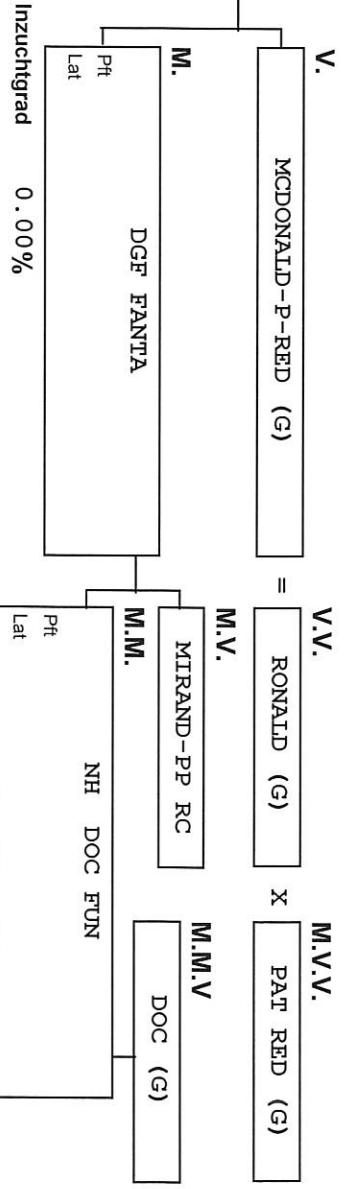 V. V.V. M.V.V.
MCDONALD-P-RED (G) = RONALD (G) X PAT RED (G)
M. M.V. M.M.V
MIRAND-PP RC DOC (G)
DGF FANTA
Pft
Lat
M.M.
NH DOC FUN
Pft
Lat
Inzuchtgrad 0.00%